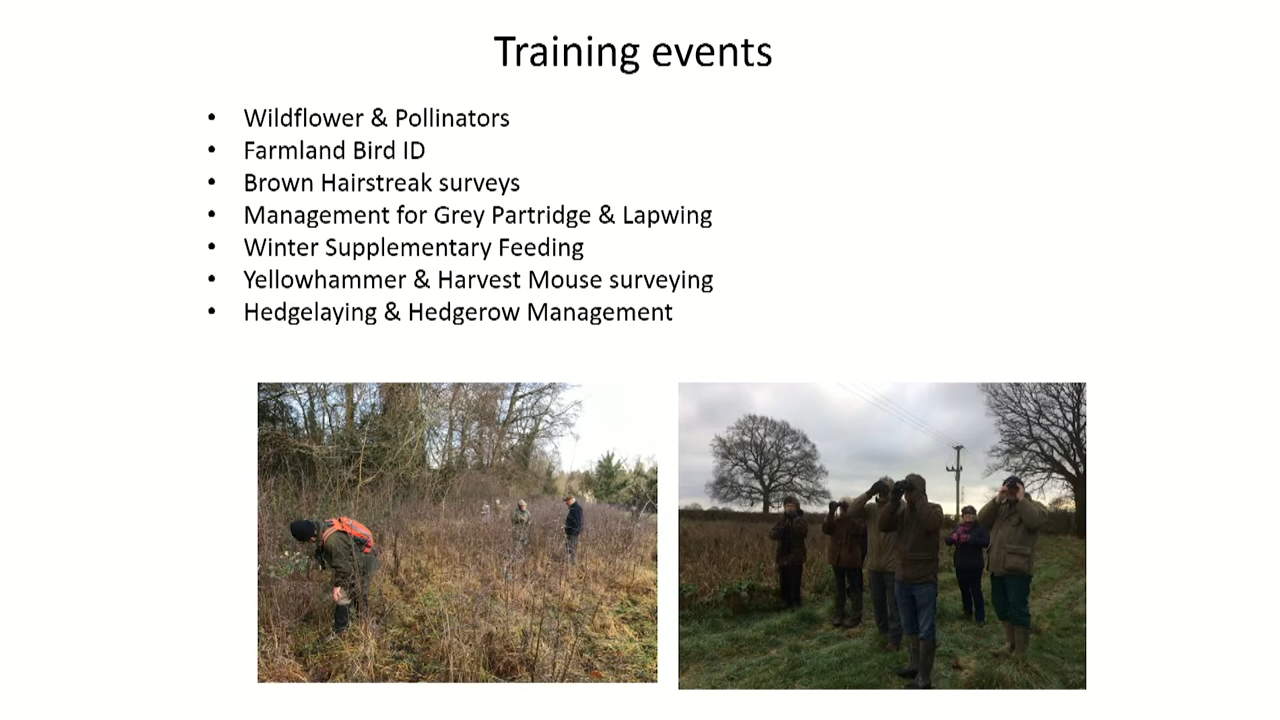 Training events
• Wildflower & Pollinators
• Farmland Bird ID
• Brown Hairstreak surveys
• Management for Grey Partridge & Lapwing
• Winter Supplementary Feeding
• Yellowhammer & Harvest Mouse surveying
• Hedgelaying & Hedgerow Management